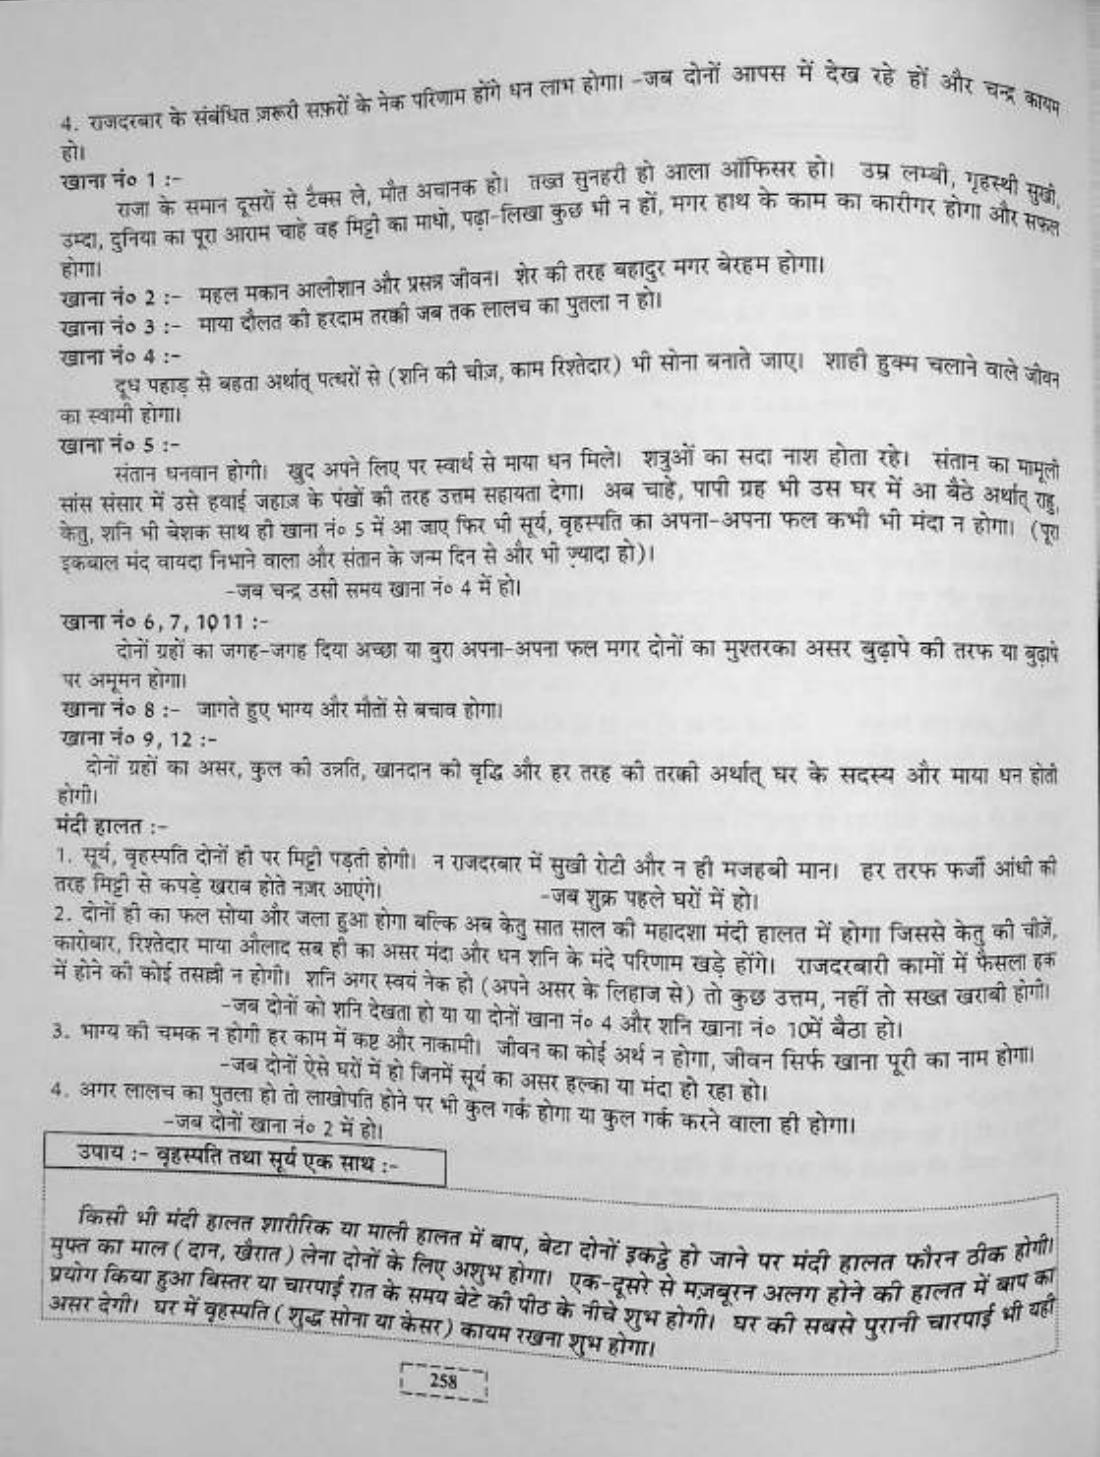 4. राजदरबार के संबंधित ज़रूरी सफ़रों के नेक परिणाम होंगे धन लाभ होगा। -जब दोनों आपस में देख रहे हों और चन्द्र कायम
हो।
खाना नं० 1 :-
राजा के समान दूसरों से टैक्स ले, मौत अचानक हो। तख्त सुनहरी हो आला ऑफिसर हो। उम्र लम्बी, गृहस्थी सुखी,
उम्दा, दुनिया का पूरा आराम चाहे वह मिट्टी का माधो, पढ़ा-लिखा कुछ भी न हों, मगर हाथ के काम का कारीगर होगा और सफल
होगा।
खाना नं० 2 :- महल मकान आलीशान और प्रसन्न जीवन। शेर की तरह बहादुर मगर बेरहम होगा।
खाना नं० 3 :- माया दौलत की हरदाम तरक्की जब तक लालच का पुतला न हो।
खाना नं० 4 :-
दूध पहाड़ से बहता अर्थात् पत्थरों से (शनि की चीज़, काम रिश्तेदार) भी सोना बनाते जाए। शाही हुक्म चलाने वाले जीवन
का स्वामी होगा।
खाना नं० 5 :-
संतान धनवान होगी। खुद अपने लिए पर स्वार्थ से माया धन मिले। शत्रुओं का सदा नाश होता रहे। संतान का मामूली
सांस संसार में उसे हवाई जहाज़ के पंखों की तरह उत्तम सहायता देगा। अब चाहे, पापी ग्रह भी उस घर में आ बैठे अर्थात् राहु,
केतु, शनि भी बेशक साथ ही खाना नं० 5 में आ जाए फिर भी सूर्य, वृहस्पति का अपना-अपना फल कभी भी मंदा न होगा। (पूरा
इकबाल मंद वायदा निभाने वाला और संतान के जन्म दिन से और भी ज़्यादा हो)।
-जब चन्द्र उसी समय खाना नं० 4 में हो।
खाना नं० 6, 7, 1011 :-
दोनों ग्रहों का जगह-जगह दिया अच्छा या बुरा अपना-अपना फल मगर दोनों का मुश्तरका असर बुढ़ापे की तरफ या बुढ़ापे
पर अमूमन होगा।
खाना नं० 8 :- जागते हुए भाग्य और मौतों से बचाव होगा।
खाना नं० 9, 12 :-
दोनों ग्रहों का असर, कुल की उन्नति, खानदान की वृद्धि और हर तरह की तरक्की अर्थात् घर के सदस्य और माया धन होती
होगी।
मंदी हालत :-
1. सूर्य, वृहस्पति दोनों ही पर मिट्टी पड़ती होगी। न राजदरबार में सुखी रोटी और न ही मजहबी मान। हर तरफ फर्जी आंधी की
तरह मिट्टी से कपड़े खराब होते नज़र आएंगे। -जब शुक्र पहले घरों में हो।
2. दोनों ही का फल सोया और जला हुआ होगा बल्कि अब केतु सात साल की महादशा मंदी हालत में होगा जिससे केतु की चीज़ें,
कारोबार, रिश्तेदार माया औलाद सब ही का असर मंदा और धन शनि के मंदे परिणाम खड़े होंगे। राजदरबारी कामों में फैसला हक
में होने की कोई तसल्ली न होगी। शनि अगर स्वयं नेक हो (अपने असर के लिहाज से) तो कुछ उत्तम, नहीं तो सख्त खराबी होगी।
-जब दोनों को शनि देखता हो या या दोनों खाना नं० 4 और शनि खाना नं० 10में बैठा हो।
3. भाग्य की चमक न होगी हर काम में कष्ट और नाकामी। जीवन का कोई अर्थ न होगा, जीवन सिर्फ खाना पूरी का नाम होगा।
-जब दोनों ऐसे घरों में हो जिनमें सूर्य का असर हल्का या मंदा हो रहा हो।
4. अगर लालच का पुतला हो तो लाखोपति होने पर भी कुल गर्क होगा या कुल गर्क करने वाला ही होगा।
-जब दोनों खाना नं० 2 में हो।
उपाय :- वृहस्पति तथा सूर्य एक साथ :-
किसी भी मंदी हालत शारीरिक या माली हालत में बाप, बेटा दोनों इकट्ठे हो जाने पर मंदी हालत फौरन ठीक होगी।
मुफ्त का माल (दान, खैरात) लेना दोनों के लिए अशुभ होगा। एक-दूसरे से मज़बूरन अलग होने की हालत में बाप का
प्रयोग किया हुआ बिस्तर या चारपाई रात के समय बेटे की पीठ के नीचे शुभ होगी। घर की सबसे पुरानी चारपाई भी यही
असर देगी। घर में वृहस्पति (शुद्ध सोना या केसर) कायम रखना शुभ होगा।
258